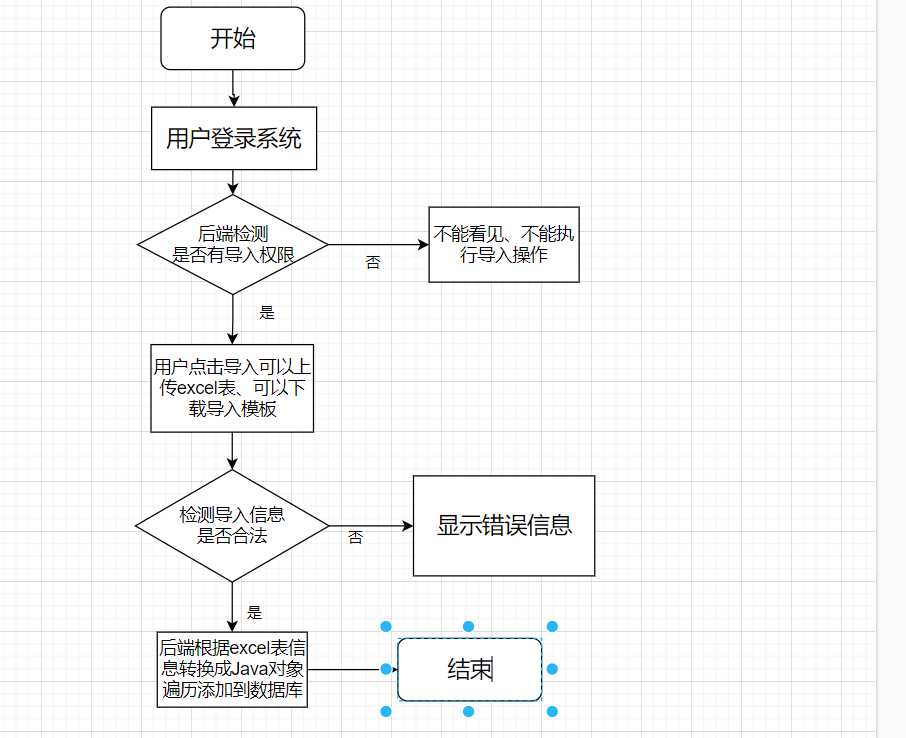 开始
用户登录系统
后端检测
是否有导入权限
否
不能看见、不能执
行导入操作
是
用户点击导入可以上
传excel表、可以下
载导入模板
检测导入信息
是否合法
否
显示错误信息
是
后端根据excel表信
息转换成Java对象
遍历添加到数据库
结束